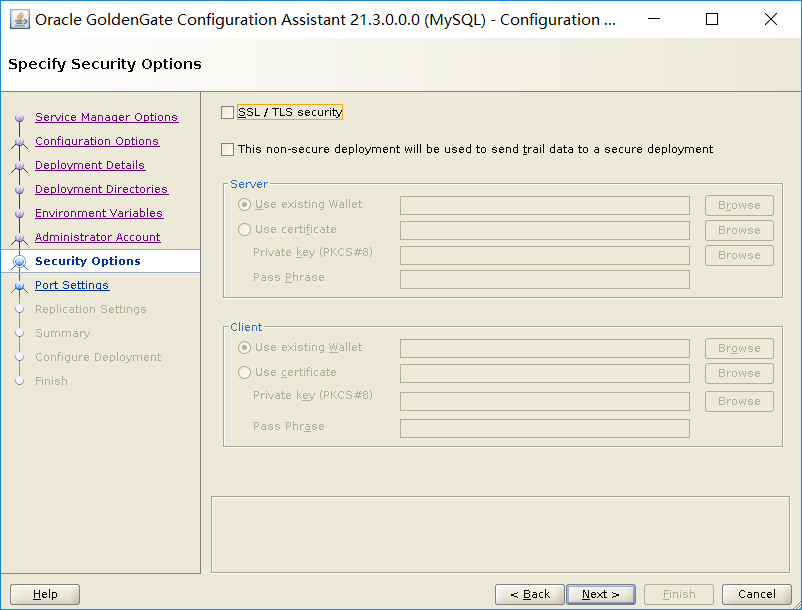 Oracle GoldenGate Configuration Assistant 21.3.0.0.0 (MySQL) - Configuration ...
Specify Security Options
Service Manager Options
Configuration Options
Deployment Details
Deployment Directories
Environment Variables
Administrator Account
Security Options
Port Settings
Replication Settings
Summary
Configure Deployment
Finish
SSL / TLS security
This non-secure deployment will be used to send trail data to a secure deployment
Server
Use existing Wallet Browse
Use certificate Browse
Private key (PKCS#8) Browse
Pass Phrase
Client
Use existing Wallet Browse
Use certificate Browse
Private key (PKCS#8) Browse
Pass Phrase
Help < Back Next > Finish Cancel